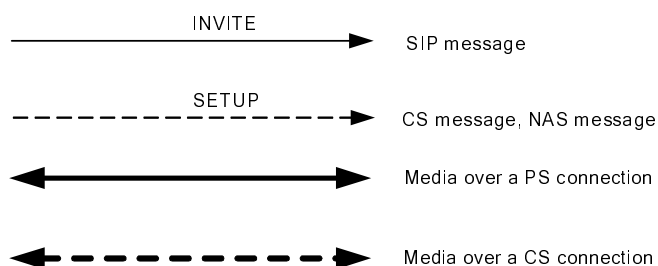 INVITE
SIP message
SETUP
CS message, NAS message
Media over a PS connection
Media over a CS connection